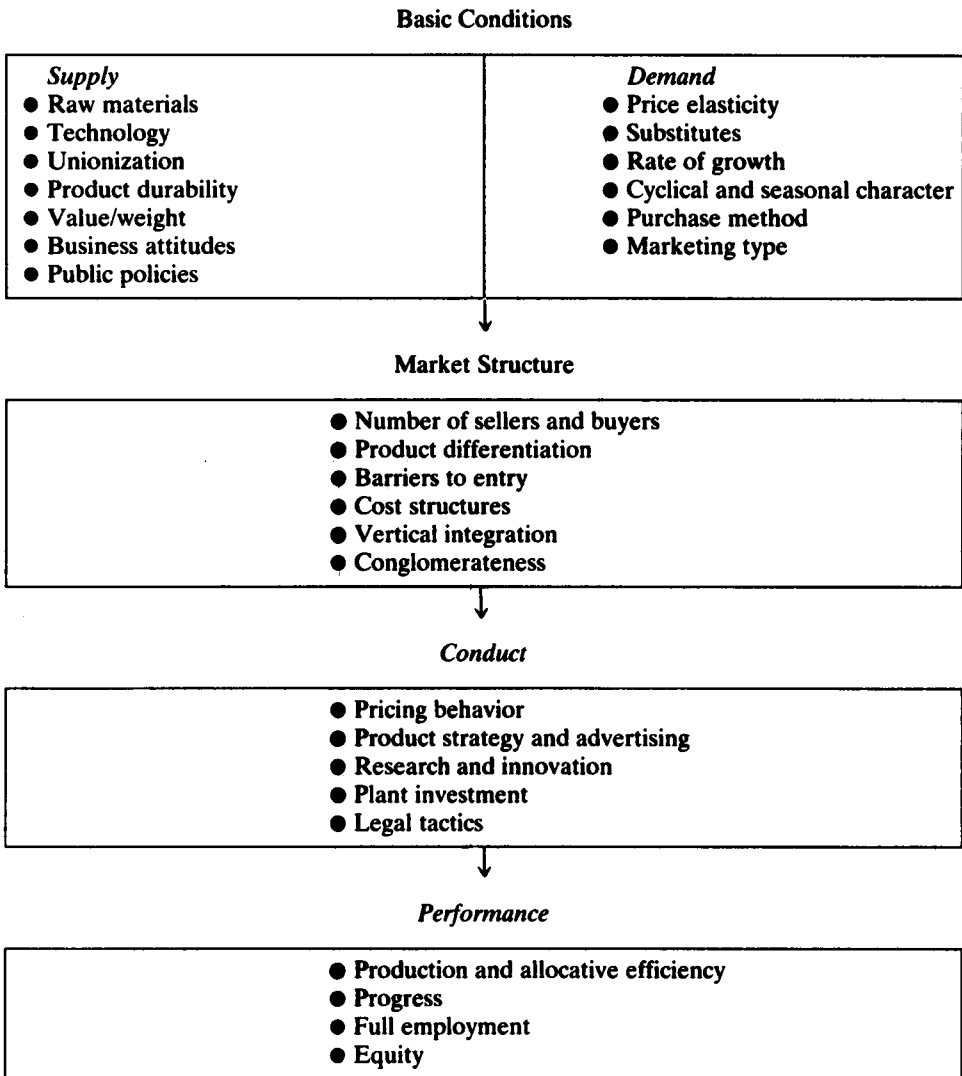 Basic Conditions
Supply
● Raw materials
● Technology
● Unionization
● Product durability
● Value/weight
● Business attitudes
● Public policies
Demand
● Price elasticity
● Substitutes
● Rate of growth
● Cyclical and seasonal character
● Purchase method
● Marketing type
Market Structure
● Number of sellers and buyers
● Product differentiation
● Barriers to entry
● Cost structures
● Vertical integration
● Conglomerateness
Conduct
● Pricing behavior
● Product strategy and advertising
● Research and innovation
● Plant investment
● Legal tactics
Performance
● Production and allocative efficiency
● Progress
● Full employment
● Equity